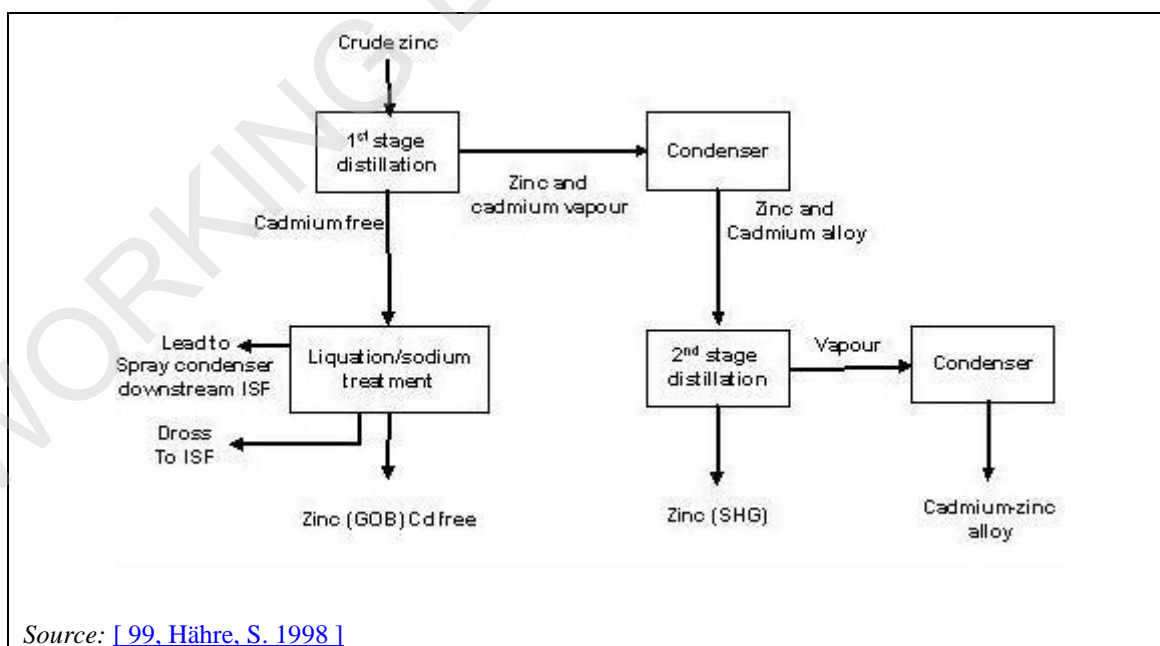 Crude zinc
1st stage
distillation
Condenser
Zinc and
cadmium vapour
Cadmium free
Zinc and
Cadmium alloy
Lead to
Spray condenser
downstream ISF
Liquation/sodium
treatment
2nd stage
distillation
Vapour
Condenser
Dross
To ISF
Zinc (GOB) Cd free
Zinc (SHG)
Cadmium-zinc
alloy
Source: [ 99, Hähre, S. 1998 ]
WORKING